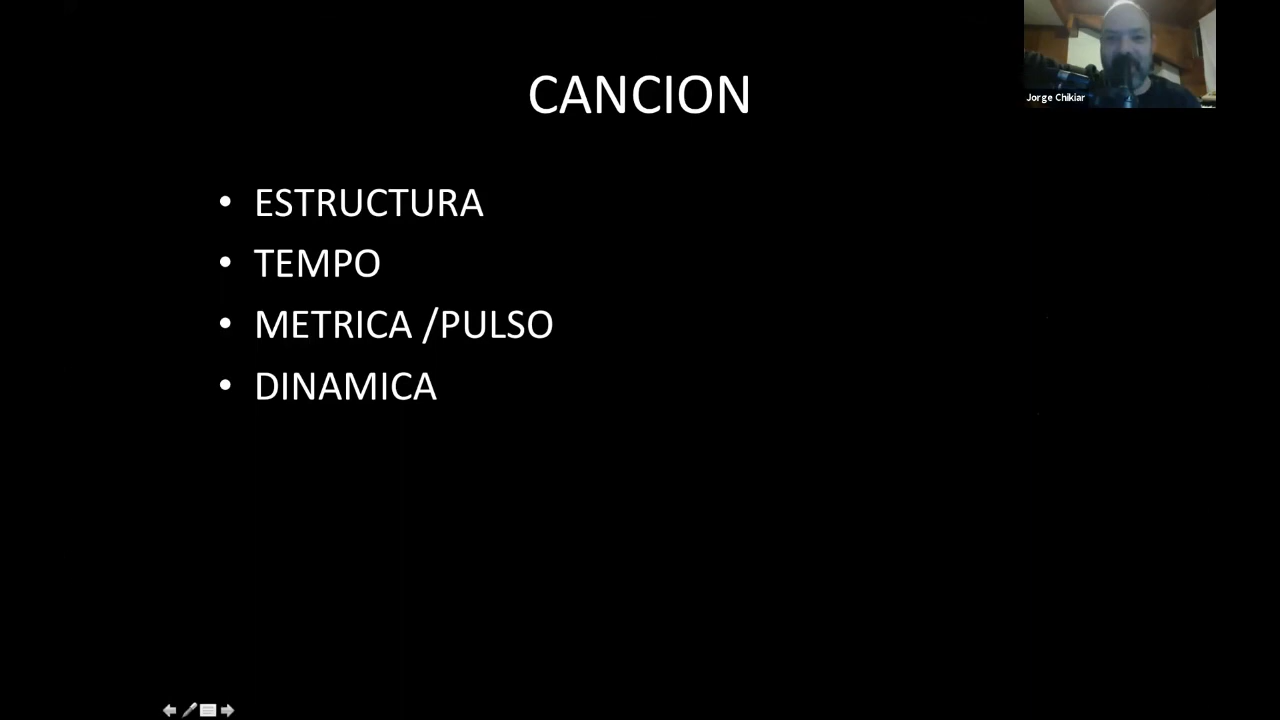 CANCION
Jorge Chikiar
• ESTRUCTURA
• TEMPO
• METRICA /PULSO
• DINAMICA